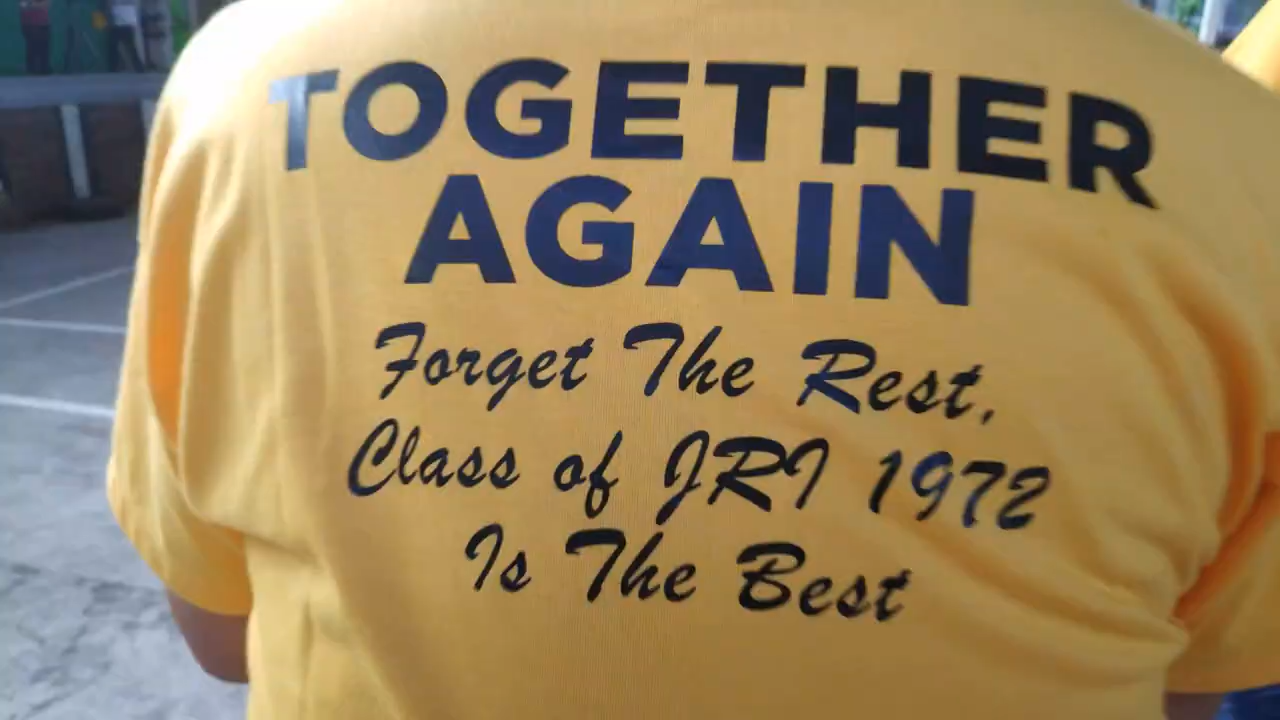 TOGETHER
AGAIN
Forget The Rest,
Class of JRI 1972
Is The Best